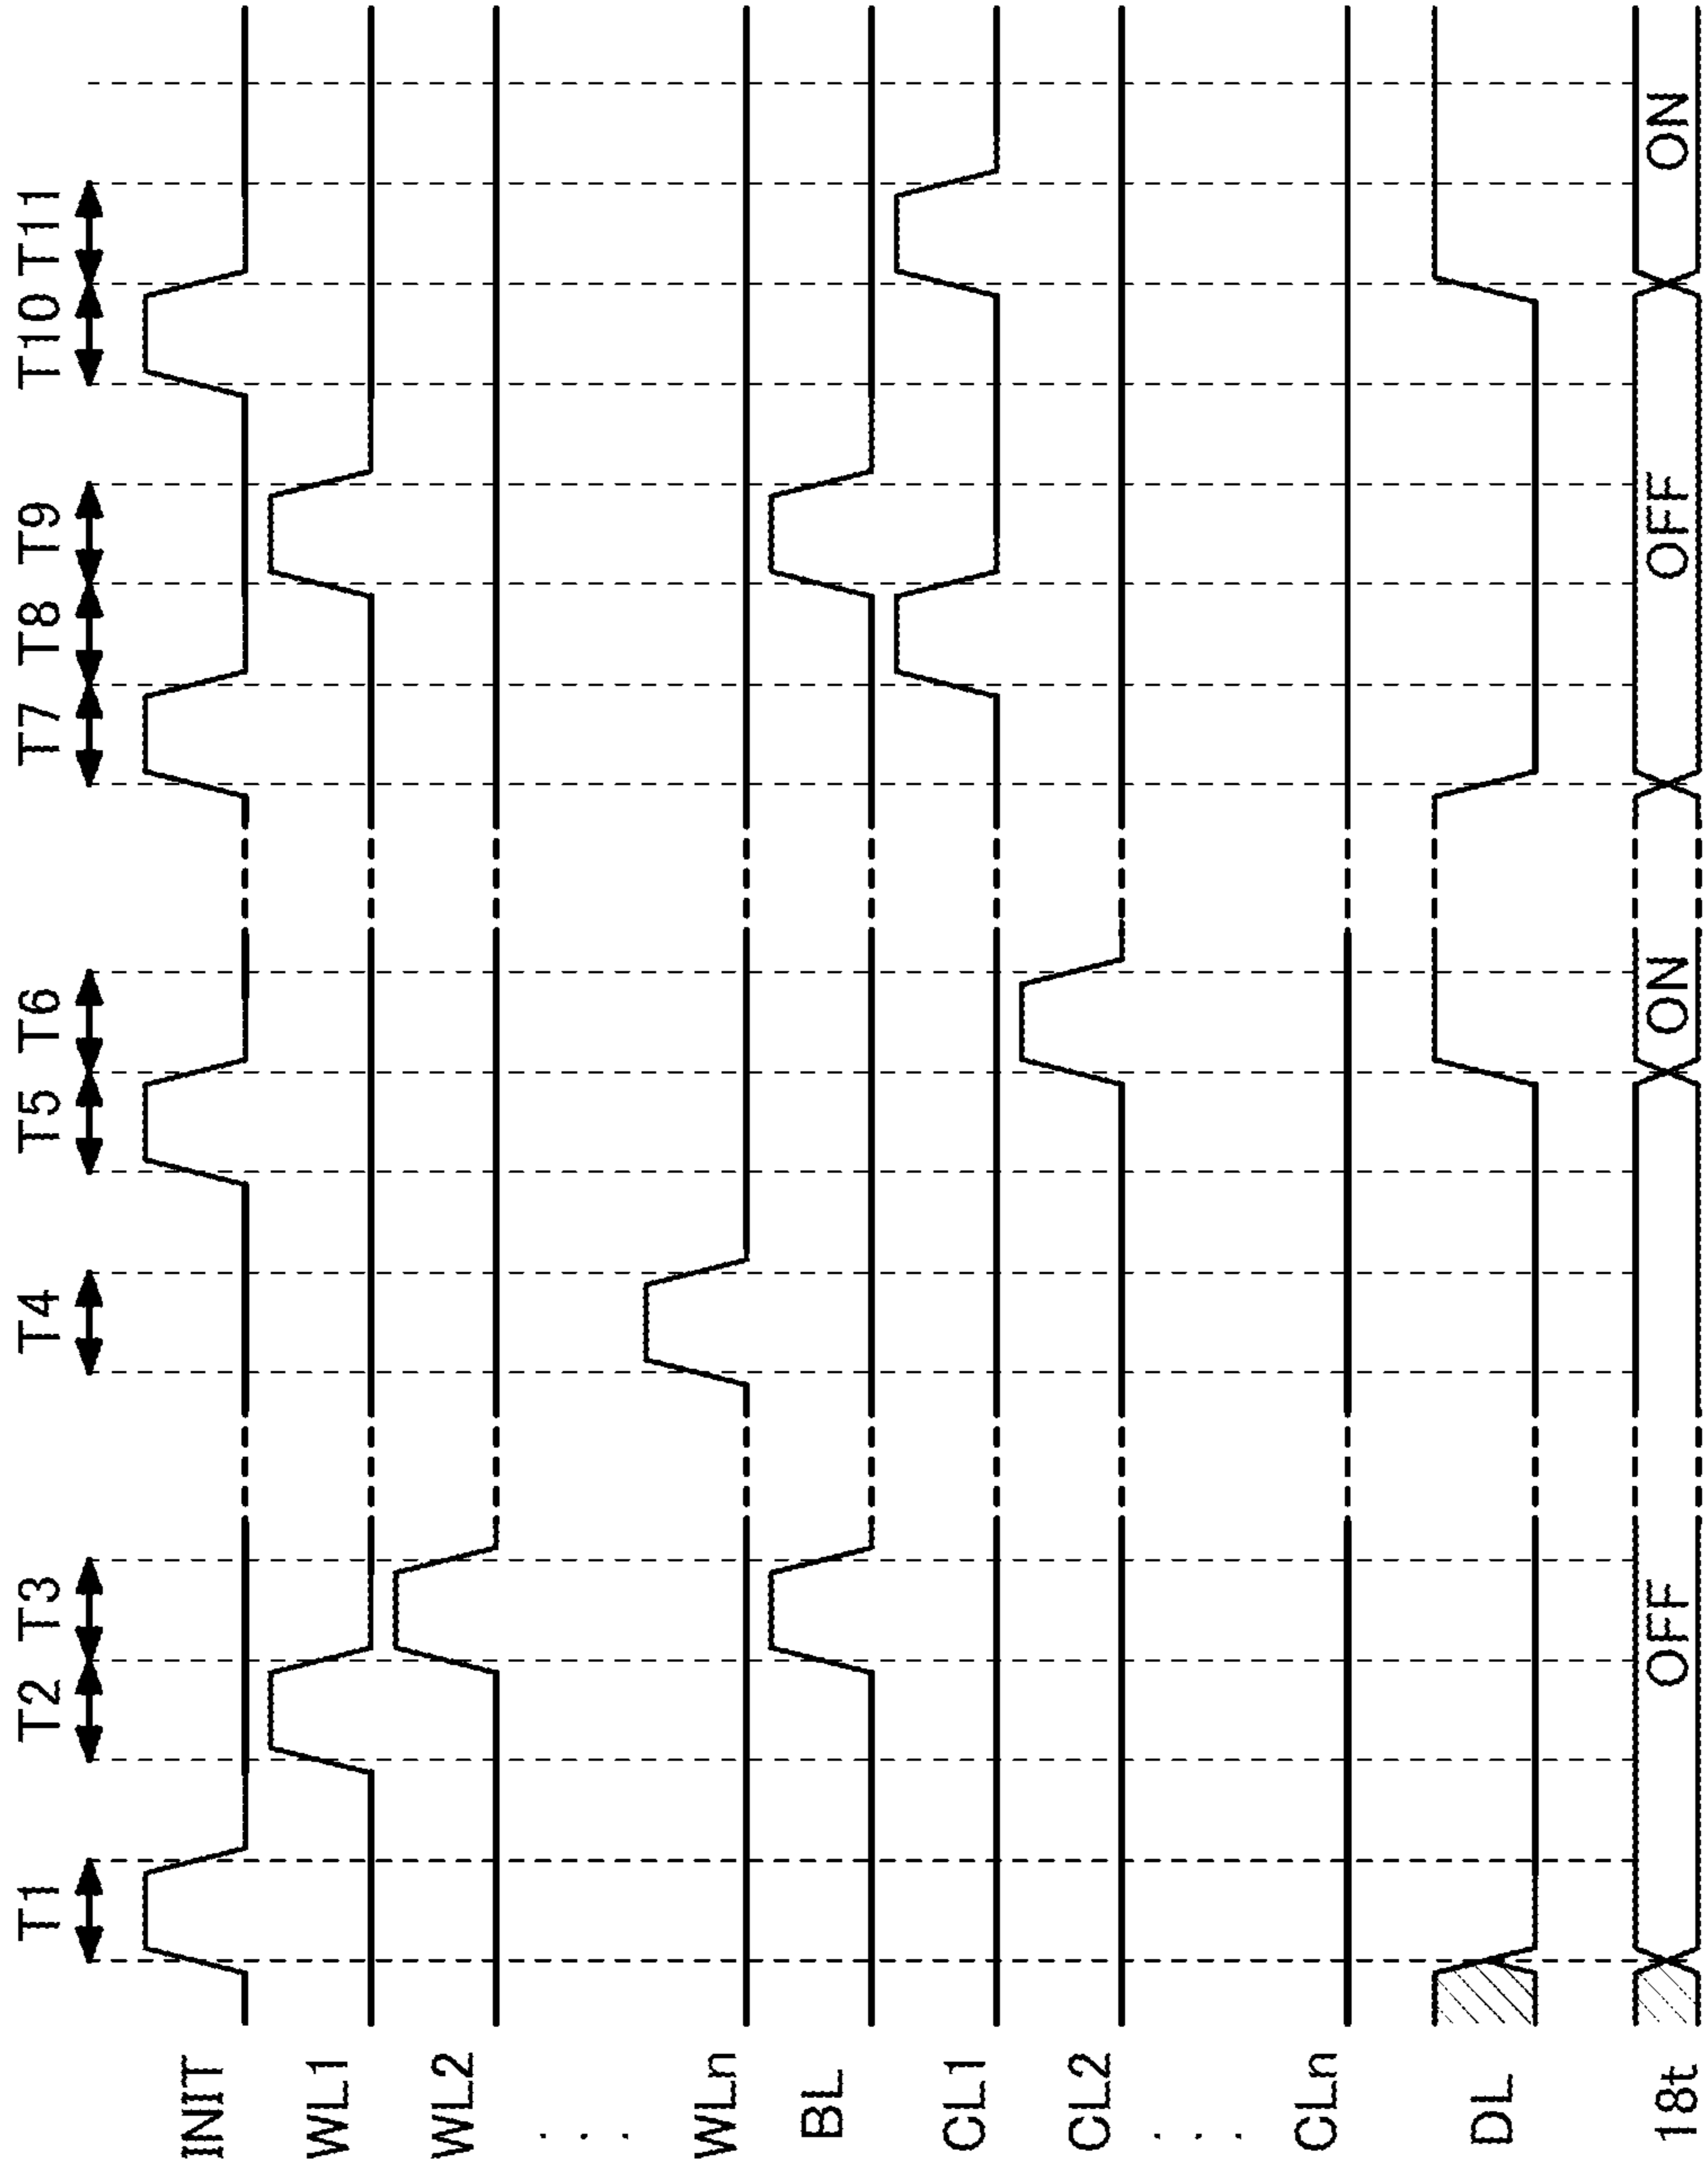 T1 T2 T3 T4 T5 T6 T7 T8 T9 T10 T11
INIT
WL1
WL2
...
WLn
BL
CL1
CL2
...
CLn
DL
18t OFF ON OFF ON